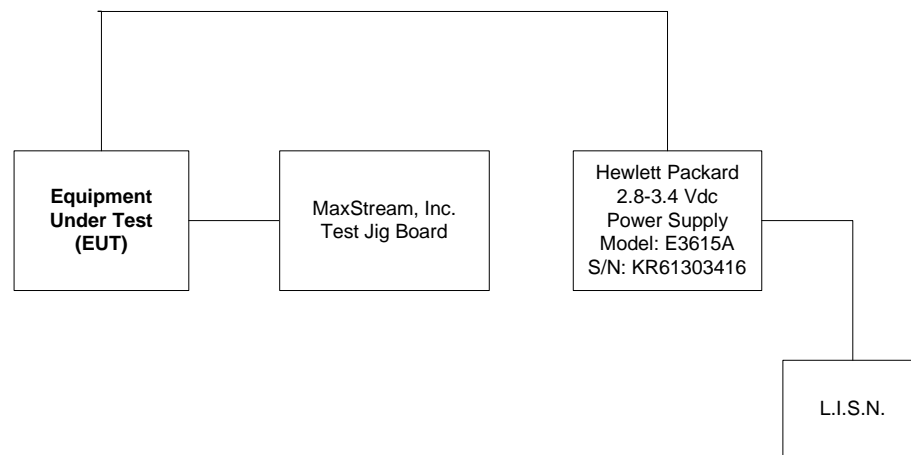 Equipment
Under Test
(EUT)
MaxStream, Inc.
Test Jig Board
Hewlett Packard
2.8-3.4 Vdc
Power Supply
Model: E3615A
S/N: KR61303416
L.I.S.N.